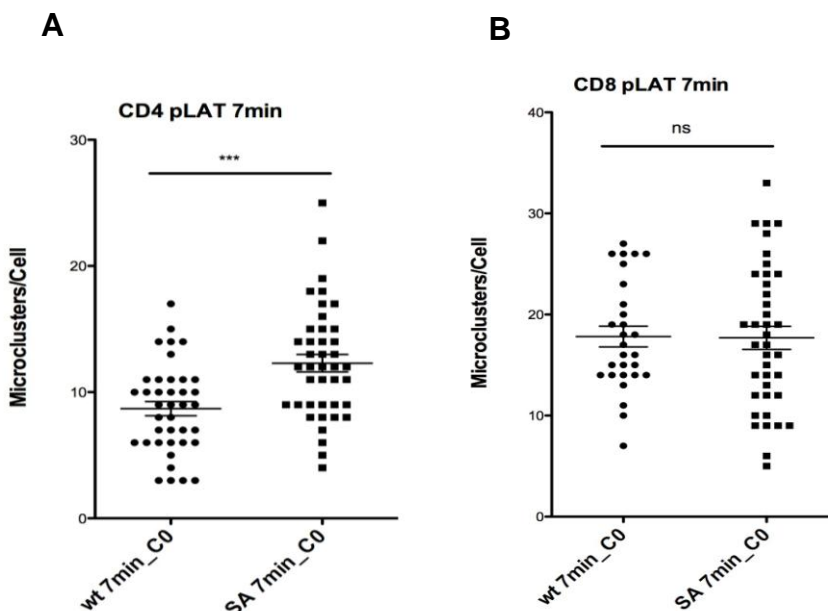 A
CD4 pLAT 7min
***
30
20
10
0
Microclusters/Cell
wt 7min_C0
SA 7min_C0
B
CD8 pLAT 7min
ns
40
30
20
10
0
Microclusters/Cell
wt 7min_C0
SA 7min_C0